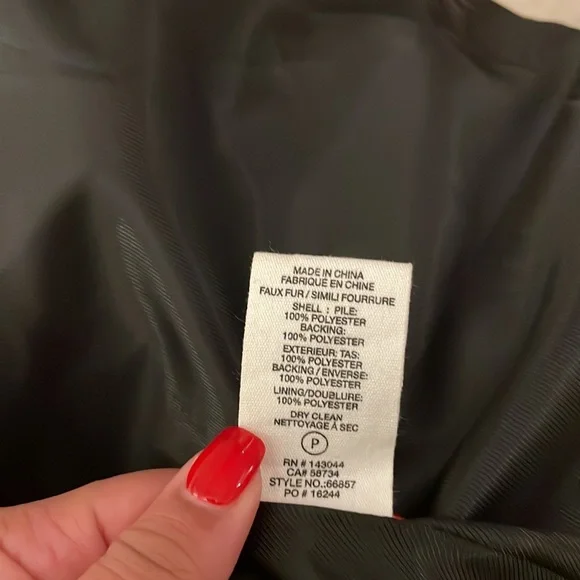 MADE IN CHINA
FABRIQUÉ EN CHINE
FAUX FUR / SIMILI FOURRURE
SHELL : PILE:
100% POLYESTER
BACKING:
100% POLYESTER
EXTERIEUR: TAS:
100% POLYESTER
BACKING / ENVERSE:
100% POLYESTER
LINING/DOUBLURE:
100% POLYESTER
DRY CLEAN
NETTOYAGE À SEC
P
RN # 143044
CA# 58734
STYLE NO.:66857
PO # 16244